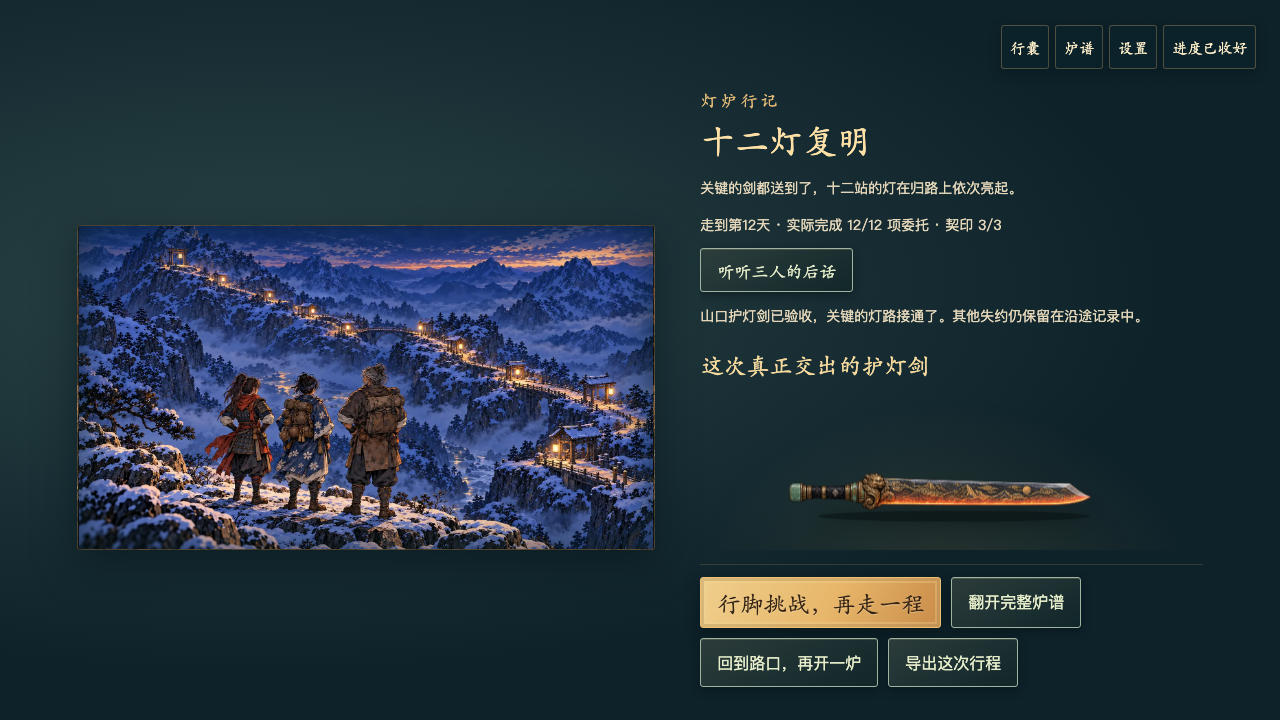 行囊
炉谱
设置
进度已收好
灯炉行记
十二灯复明
关键的剑都送到了，十二站的灯在归路上依次亮起。
走到第12天 · 实际完成 12/12 项委托 · 契印 3/3
听听三人的后话
山口护灯剑已验收，关键的灯路接通了。其他失约仍保留在沿途记录中。
这次真正交出的护灯剑
行脚挑战，再走一程
翻开完整炉谱
回到路口，再开一炉
导出这次行程